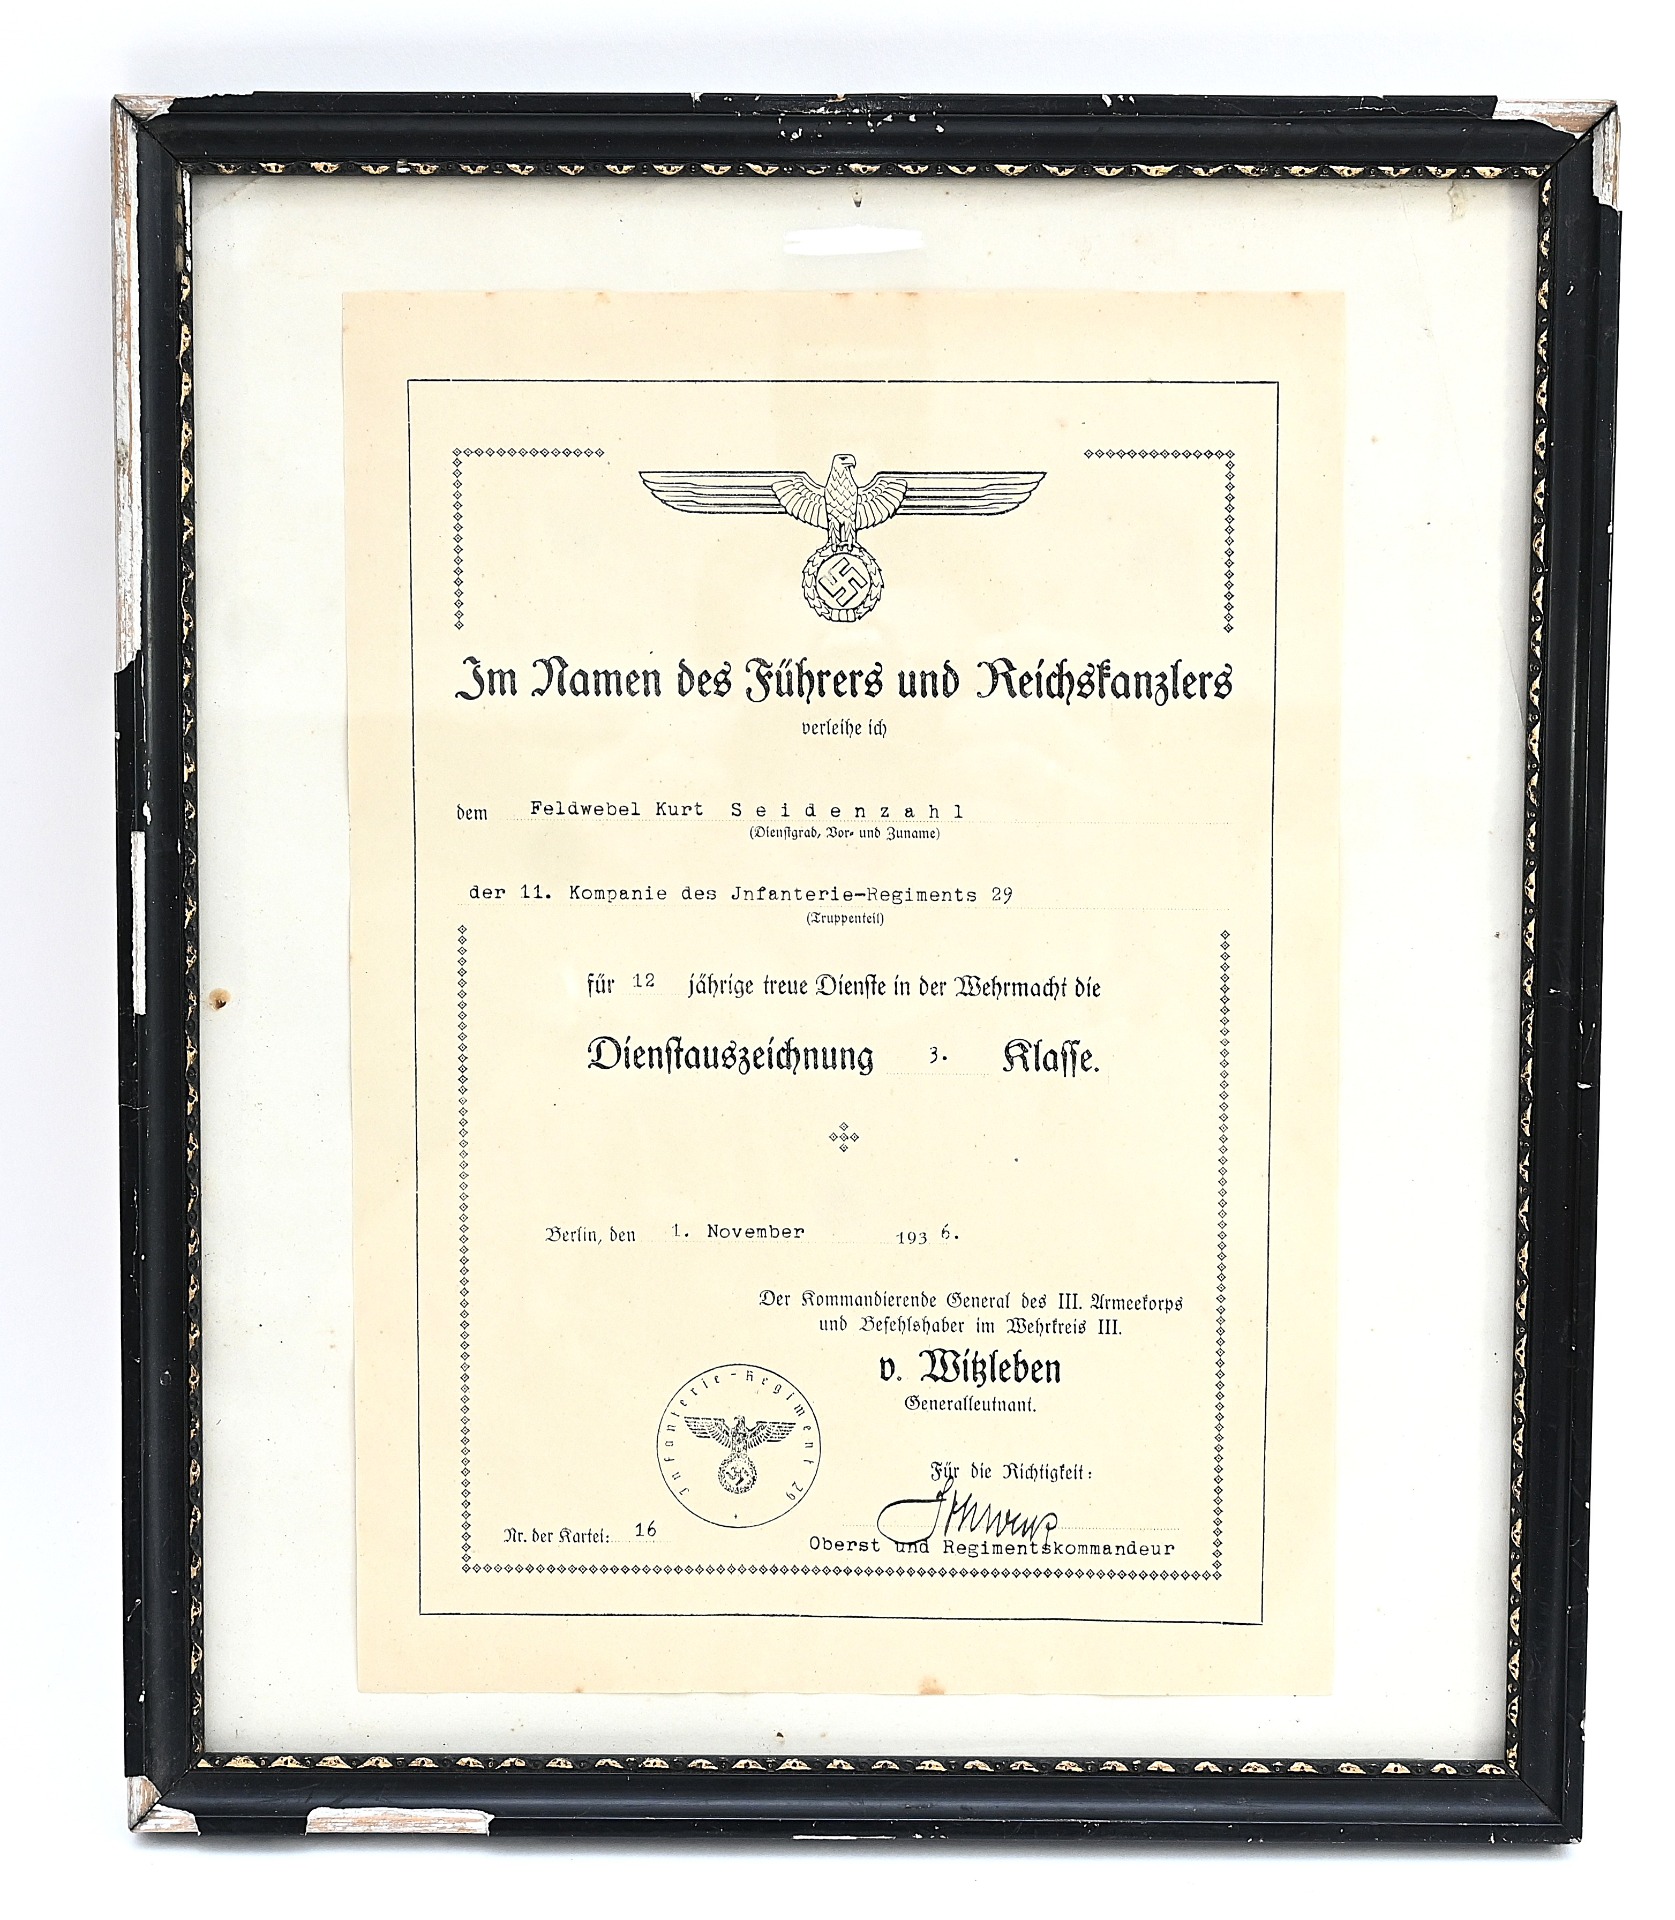 Im Namen des Führers und Reichskanzlers
verleihe ich
dem Feldwebel Kurt S e i d e n z a h l
(Dienstgrad, Vor- und Zuname)
der 11. Kompanie des Jnfanterie-Regiments 29
(Truppenteil)
für 12 jährige treue Dienste in der Wehrmacht die
Dienstauszeichnung 3. Klasse.
Berlin, den 1. November 193 6.
Der Kommandierende General des III. Armeekorps
und Befehlshaber im Wehrkreis III.
v. Witzleben
Generalleutnant.
Infanterie-Regiment 29
Für die Richtigkeit:
Nr. der Kartei: 16
Oberst und Regimentskommandeur